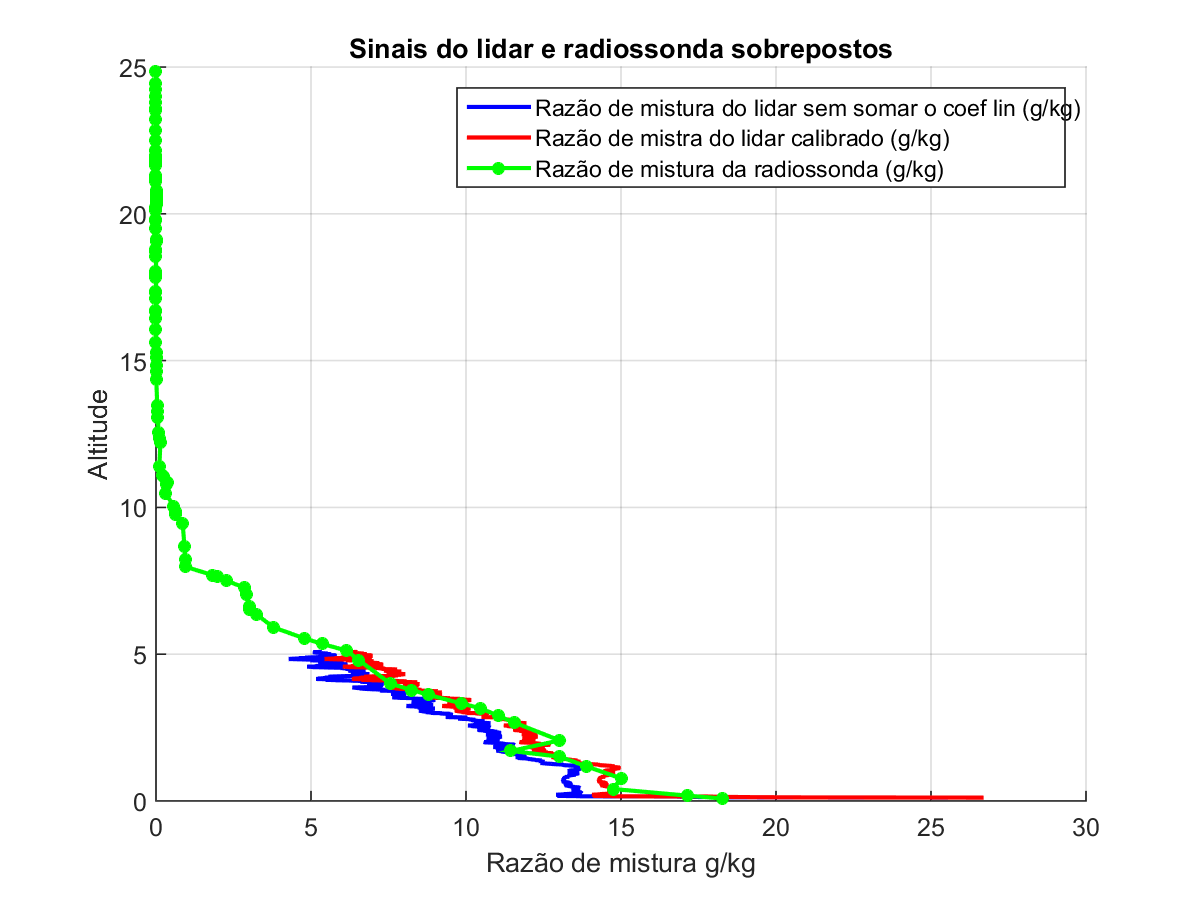 Sinais do lidar e radiossonda sobrepostos
25
20
15
10
5
0
Altitude
Razão de mistura do lidar sem somar o coef lin (g/kg)
Razão de mistra do lidar calibrado (g/kg)
Razão de mistura da radiossonda (g/kg)
0
5
10
15
20
25
30
Razão de mistura g/kg